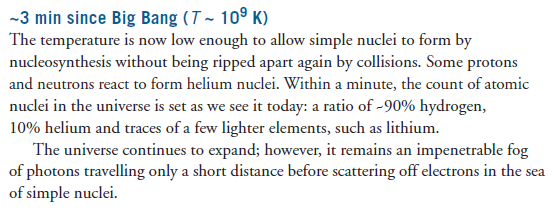 ~3 min since Big Bang (T ~ 10⁹ K)
The temperature is now low enough to allow simple nuclei to form by
nucleosynthesis without being ripped apart again by collisions. Some protons
and neutrons react to form helium nuclei. Within a minute, the count of atomic
nuclei in the universe is set as we see it today: a ratio of ~90% hydrogen,
10% helium and traces of a few lighter elements, such as lithium.
The universe continues to expand; however, it remains an impenetrable fog
of photons travelling only a short distance before scattering off electrons in the sea
of simple nuclei.